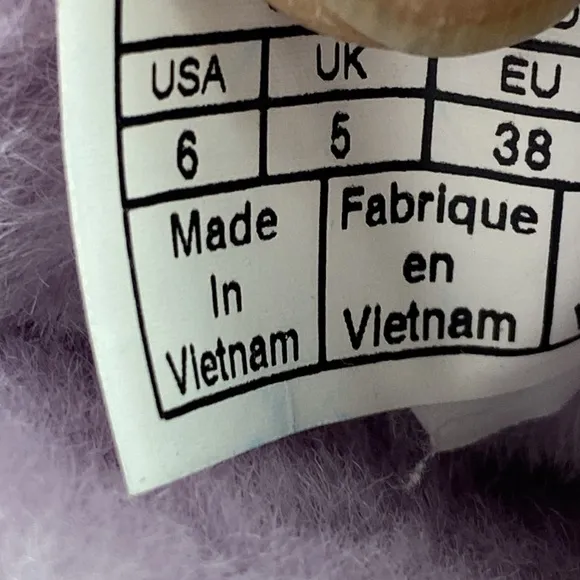 USA UK EU
6 5 38
Made
In
Vietnam
Fabrique
en
Vietnam